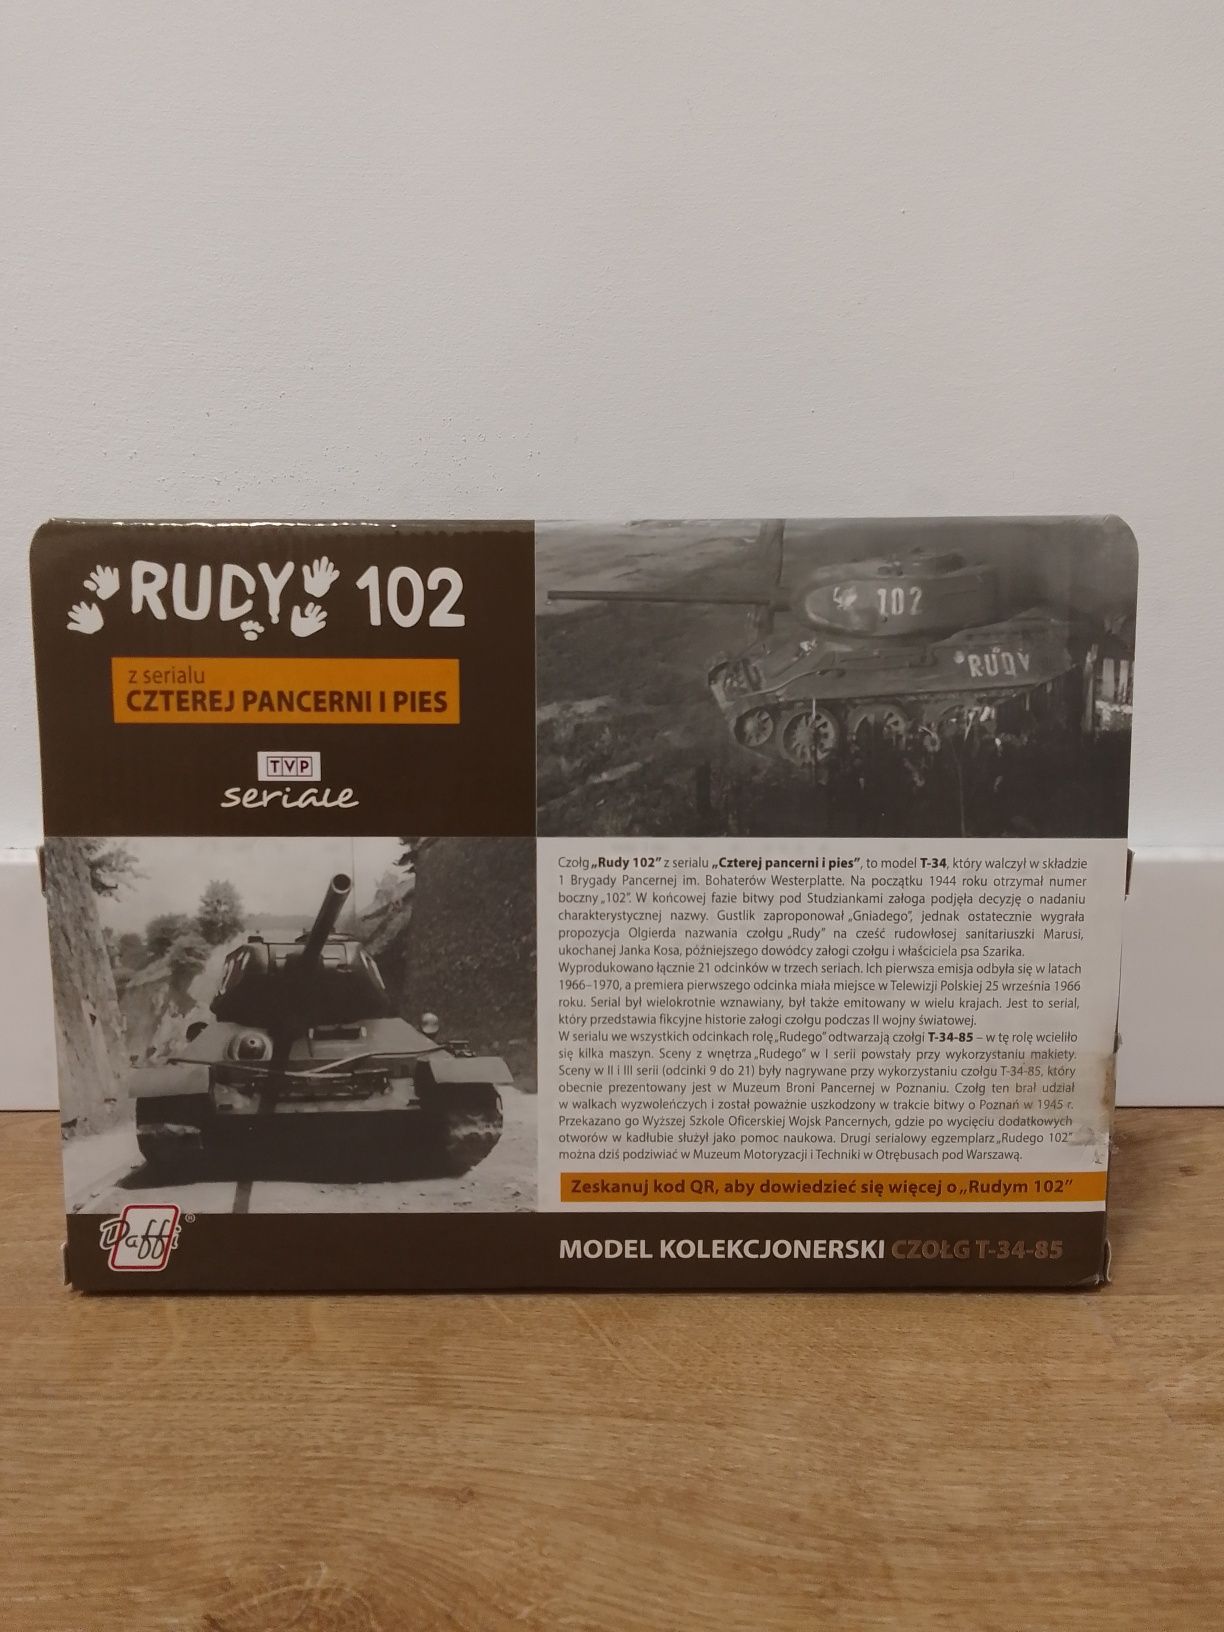 RUDY 102
z serialu
CZTEREJ PANCERNI I PIES
TVP
seriale
102
RUDY
Czołg „Rudy 102” z serialu „Czterej pancerni i pies”, to model T-34, który walczył w składzie
1 Brygady Pancernej im. Bohaterów Westerplatte. Na początku 1944 roku otrzymał numer
boczny „102”. W końcowej fazie bitwy pod Studziankami załoga podjęła decyzję o nadaniu
charakterystycznej nazwy. Gustlik zaproponował „Gniadego”, jednak ostatecznie wygrała
propozycja Olgierda nazwania czołgu „Rudy” na cześć rudowłosej sanitariuszki Marusi,
ukochanej Janka Kosa, późniejszego dowódcy załogi czołgu i właściciela psa Szarika.
Wyprodukowano łącznie 21 odcinków w trzech seriach. Ich pierwsza emisja odbyła się w latach
1966–1970, a premiera pierwszego odcinka miała miejsce w Telewizji Polskiej 25 września 1966
roku. Serial był wielokrotnie wznawiany, był także emitowany w wielu krajach. Jest to serial,
który przedstawia fikcyjne historie załogi czołgu podczas II wojny światowej.
W serialu we wszystkich odcinkach rolę „Rudego” odtwarzają czołgi T-34-85 – w tę rolę wcieliło
się kilka maszyn. Sceny z wnętrza „Rudego” w I serii powstały przy wykorzystaniu makiety.
Sceny w II i III serii (odcinki 9 do 21) były nagrywane przy wykorzystaniu czołgu T-34-85, który
obecnie prezentowany jest w Muzeum Broni Pancernej w Poznaniu. Czołg ten brał udział
w walkach wyzwoleńczych i został poważnie uszkodzony w trakcie bitwy o Poznań w 1945 r.
Przekazano go Wyższej Szkole Oficerskiej Wojsk Pancernych, gdzie po wycięciu dodatkowych
otworów w kadłubie służył jako pomoc naukowa. Drugi serialowy egzemplarz „Rudego 102”
można dziś podziwiać w Muzeum Motoryzacji i Techniki w Otrębusach pod Warszawą.
Zeskanuj kod QR, aby dowiedzieć się więcej o „Rudym 102”
Daffi®
MODEL KOLEKCJONERSKI CZOŁG T-34-85